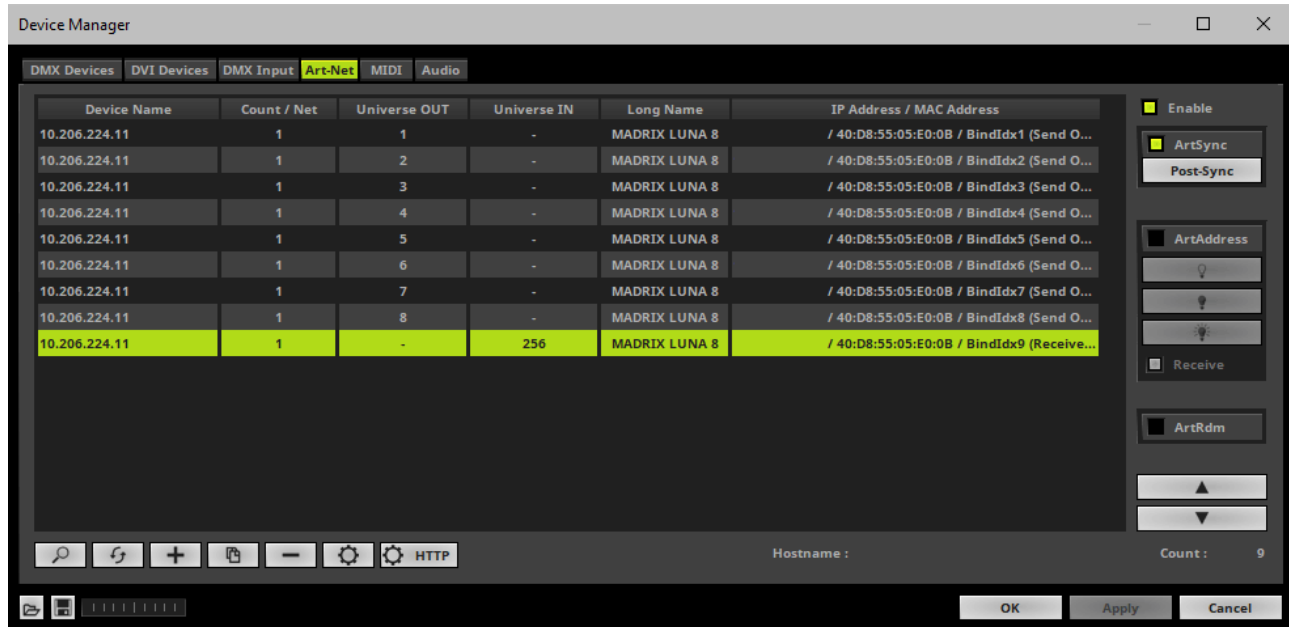 Device Manager
DMX Devices DVI Devices DMX Input Art-Net MIDI Audio
Device Name Count / Net Universe OUT Universe IN Long Name IP Address / MAC Address
10.206.224.11 1 1 - MADRIX LUNA 8 / 40:D8:55:05:E0:0B / BindIdx1 (Send O...
10.206.224.11 1 2 - MADRIX LUNA 8 / 40:D8:55:05:E0:0B / BindIdx2 (Send O...
10.206.224.11 1 3 - MADRIX LUNA 8 / 40:D8:55:05:E0:0B / BindIdx3 (Send O...
10.206.224.11 1 4 - MADRIX LUNA 8 / 40:D8:55:05:E0:0B / BindIdx4 (Send O...
10.206.224.11 1 5 - MADRIX LUNA 8 / 40:D8:55:05:E0:0B / BindIdx5 (Send O...
10.206.224.11 1 6 - MADRIX LUNA 8 / 40:D8:55:05:E0:0B / BindIdx6 (Send O...
10.206.224.11 1 7 - MADRIX LUNA 8 / 40:D8:55:05:E0:0B / BindIdx7 (Send O...
10.206.224.11 1 8 - MADRIX LUNA 8 / 40:D8:55:05:E0:0B / BindIdx8 (Send O...
10.206.224.11 1 - 256 MADRIX LUNA 8 / 40:D8:55:05:E0:0B / BindIdx9 (Receive...
Enable
ArtSync
Post-Sync
ArtAddress
Receive
ArtRdm
HTTP Hostname : Count : 9
OK Apply Cancel